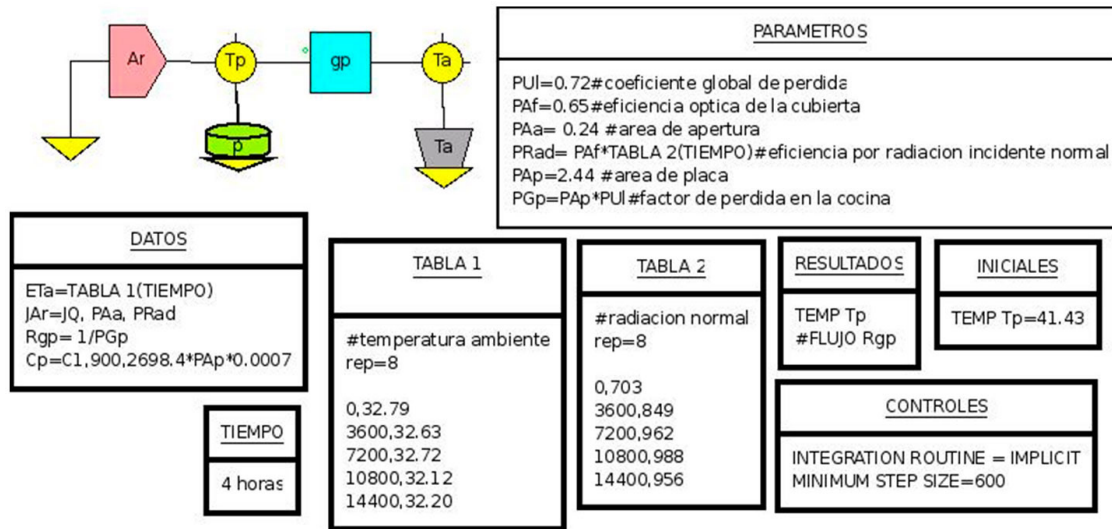 Ar
Tp
gp
Ta
p
Ta
PARAMETROS
PUl=0.72#coeficiente global de perdida
PAf=0.65#eficiencia optica de la cubierta
PAa= 0.24 #area de apertura
PRad= PAf*TABLA 2(TIEMPO)#eficiencia por radiacion incidente normal
PAp=2.44 #area de placa
PGp=PAp*PUl#factor de perdida en la cocina
DATOS
ETa=TABLA 1(TIEMPO)
JAr=JQ, PAa, PRad
Rgp= 1/PGp
Cp=C1,900,2698.4*PAp*0.0007
TIEMPO
4 horas
TABLA 1
#temperatura ambiente
rep=8
0,32.79
3600,32.63
7200,32.72
10800,32.12
14400,32.20
TABLA 2
#radiacion normal
rep=8
0,703
3600,849
7200,962
10800,988
14400,956
RESULTADOS
TEMP Tp
#FLUJO Rgp
INICIALES
TEMP Tp=41.43
CONTROLES
INTEGRATION ROUTINE = IMPLICIT
MINIMUM STEP SIZE=600